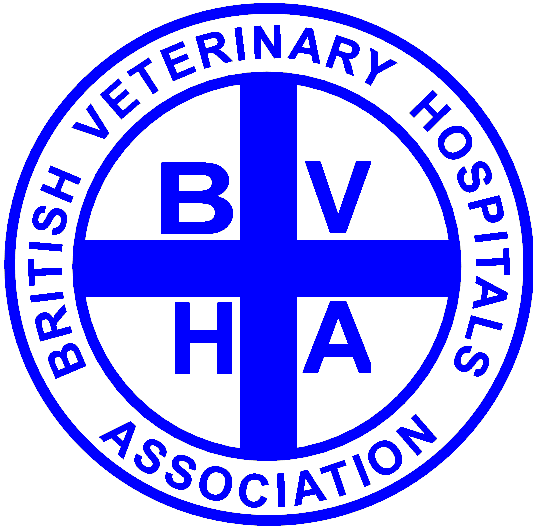 BRITISH VETERINARY HOSPITALS
ASSOCIATION
B V
H A